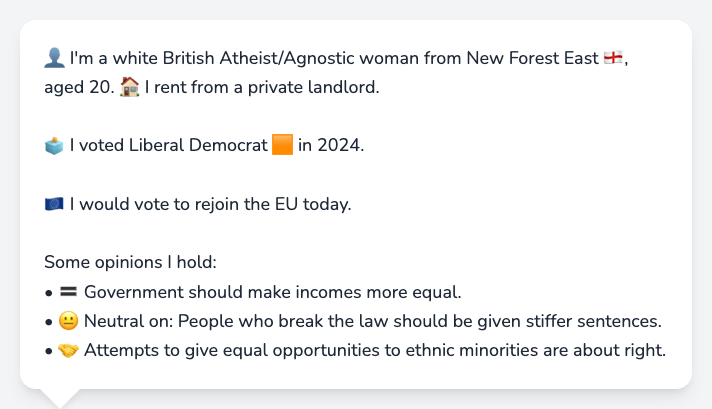 👤 I'm a white British Atheist/Agnostic woman from New Forest East 🏴󠁧󠁢󠁥󠁮󠁧󠁿,
aged 20. 🏠 I rent from a private landlord.
🗳️ I voted Liberal Democrat 🟧 in 2024.
🇪🇺 I would vote to rejoin the EU today.
Some opinions I hold:
• 🟰 Government should make incomes more equal.
• 😐 Neutral on: People who break the law should be given stiffer sentences.
• 🤝 Attempts to give equal opportunities to ethnic minorities are about right.